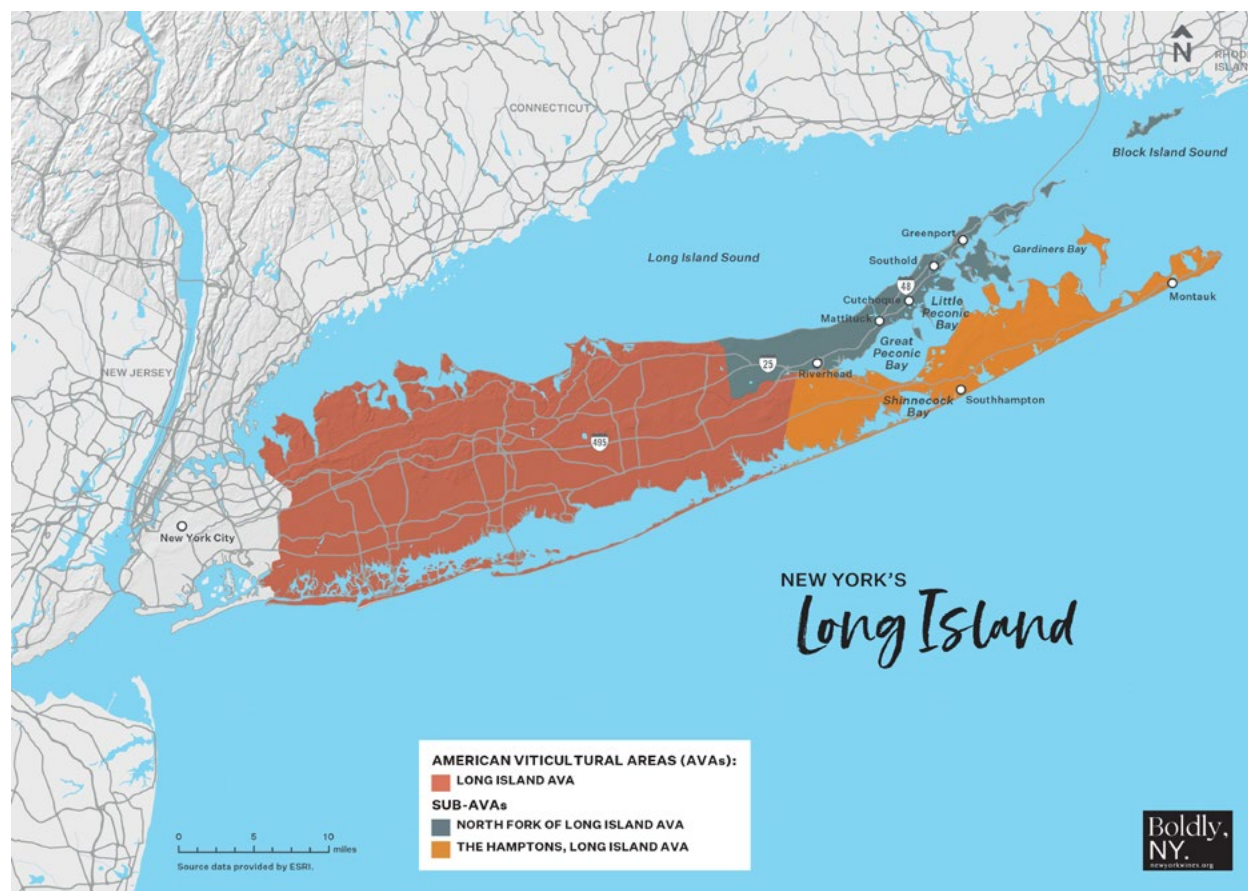 N
RHODE
ISLAN
CONNECTICUT
Block Island Sound
Greenport
Gardiners Bay
Long Island Sound
Southold
48
Cutchogue
Little
Peconic
Bay
Montauk
Mattituck
Great
Peconic
Bay
NEW JERSEY
25
Riverhead
Shinnecock
Bay
Southhampton
495
New York City
NEW YORK'S
Long Island
AMERICAN VITICULTURAL AREAS (AVAs):
LONG ISLAND AVA
SUB-AVAs
NORTH FORK OF LONG ISLAND AVA
THE HAMPTONS, LONG ISLAND AVA
0 5 10
miles
Source data provided by ESRI.
Boldly,
NY.
newyorkwines.org